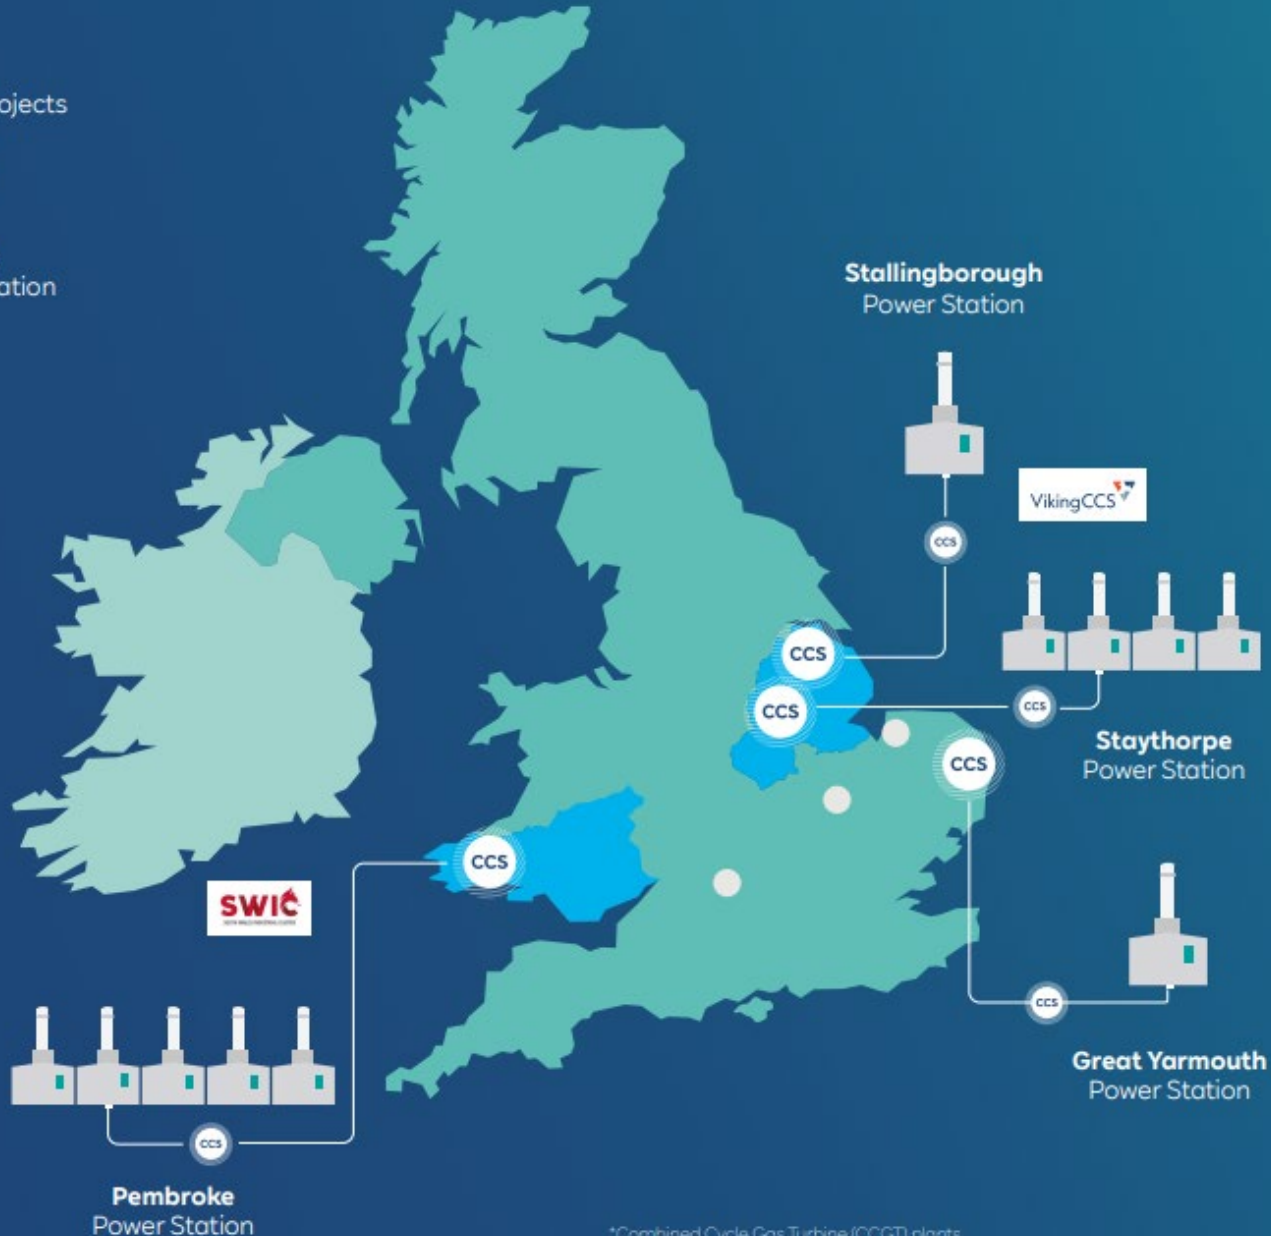 ojects
ation
Stallingborough
Power Station
VikingCCS
CCS
CCS
CCS
CCS
Staythorpe
Power Station
CCS
CCS
SWIC
CCS
Great Yarmouth
Power Station
CCS
Pembroke
Power Station
*Combined Cycle Gas Turbine (CCGT) plants